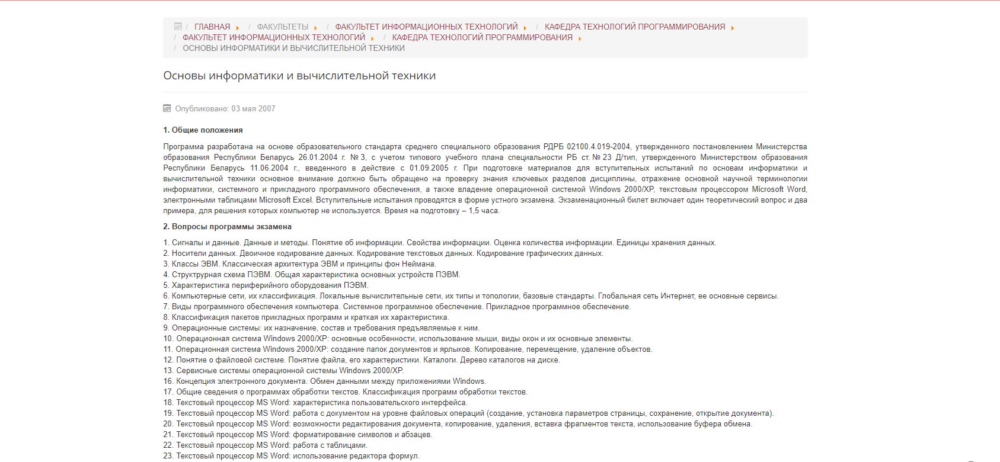 / ГЛАВНАЯ / ФАКУЛЬТЕТЫ / ФАКУЛЬТЕТ ИНФОРМАЦИОННЫХ ТЕХНОЛОГИЙ / КАФЕДРА ТЕХНОЛОГИЙ ПРОГРАММИРОВАНИЯ
/ ФАКУЛЬТЕТ ИНФОРМАЦИОННЫХ ТЕХНОЛОГИЙ / КАФЕДРА ТЕХНОЛОГИЙ ПРОГРАММИРОВАНИЯ
/ ОСНОВЫ ИНФОРМАТИКИ И ВЫЧИСЛИТЕЛЬНОЙ ТЕХНИКИ
Основы информатики и вычислительной техники
Опубликовано: 03 мая 2007
1. Общие положения
Программа разработана на основе образовательного стандарта среднего специального образования РДРБ 02100.4.019-2004, утвержденного постановлением Министерства
образования Республики Беларусь 26.01.2004 г. №3, с учетом типового учебного плана специальности РБ ст.№23 Д/тип, утвержденного Министерством образования
Республики Беларусь 11.06.2004 г., введенного в действие с 01.09.2005 г. При подготовке материалов для вступительных испытаний по основам информатики и
вычислительной техники основное внимание должно быть обращено на проверку знания ключевых разделов дисциплины, отражение основной научной терминологии
информатики, системного и прикладного программного обеспечения, а также владение операционной системой Windows 2000/XP, текстовым процессором Microsoft Word,
электронными таблицами Microsoft Excel. Вступительные испытания проводятся в форме устного экзамена. Экзаменационный билет включает один теоретический вопрос и два
примера, для решения которых компьютер не используется. Время на подготовку – 1,5 часа.
2. Вопросы программы экзамена
1. Сигналы и данные. Данные и методы. Понятие об информации. Свойства информации. Оценка количества информации. Единицы хранения данных.
2. Носители данных. Двоичное кодирование данных. Кодирование текстовых данных. Кодирование графических данных.
3. Классы ЭВМ. Классическая архитектура ЭВМ и принципы фон Неймана.
4. Структрурная схема ПЭВМ. Общая характеристика основных устройств ПЭВМ.
5. Характеристика периферийного оборудования ПЭВМ.
6. Компьютерные сети, их классификация. Локальные вычислительные сети, их типы и топологии, базовые стандарты. Глобальная сеть Интернет, ее основные сервисы.
7. Виды программного обеспечения компьютера. Системное программное обеспечение. Прикладное программное обеспечение.
8. Классификация пакетов прикладных программ и краткая их характеристика.
9. Операционные системы: их назначение, состав и требования предъявляемые к ним.
10. Операционная система Windows 2000/XP: основные особенности, использование мыши, виды окон и их основные элементы.
11. Операционная система Windows 2000/XP: создание папок документов и ярлыков. Копирование, перемещение, удаление объектов.
12. Понятие о файловой системе. Понятие файла, его характеристики. Каталоги. Дерево каталогов на диске.
13. Сервисные системы операционной системы Windows 2000/XP.
16. Концепция электронного документа. Обмен данными между приложениями Windows.
17. Общие сведения о программах обработки текстов. Классификация программ обработки текстов.
18. Текстовый процессор MS Word: характеристика пользовательского интерфейса.
19. Текстовый процессор MS Word: работа с документом на уровне файловых операций (создание, установка параметров страницы, сохранение, открытие документа).
20. Текстовый процессор MS Word: возможности редактирования документа, копирование, удаления, вставка фрагментов текста, использование буфера обмена.
21. Текстовый процессор MS Word: форматирование символов и абзацев.
22. Текстовый процессор MS Word: работа с таблицами.
23. Текстовый процессор MS Word: использование редактора формул.